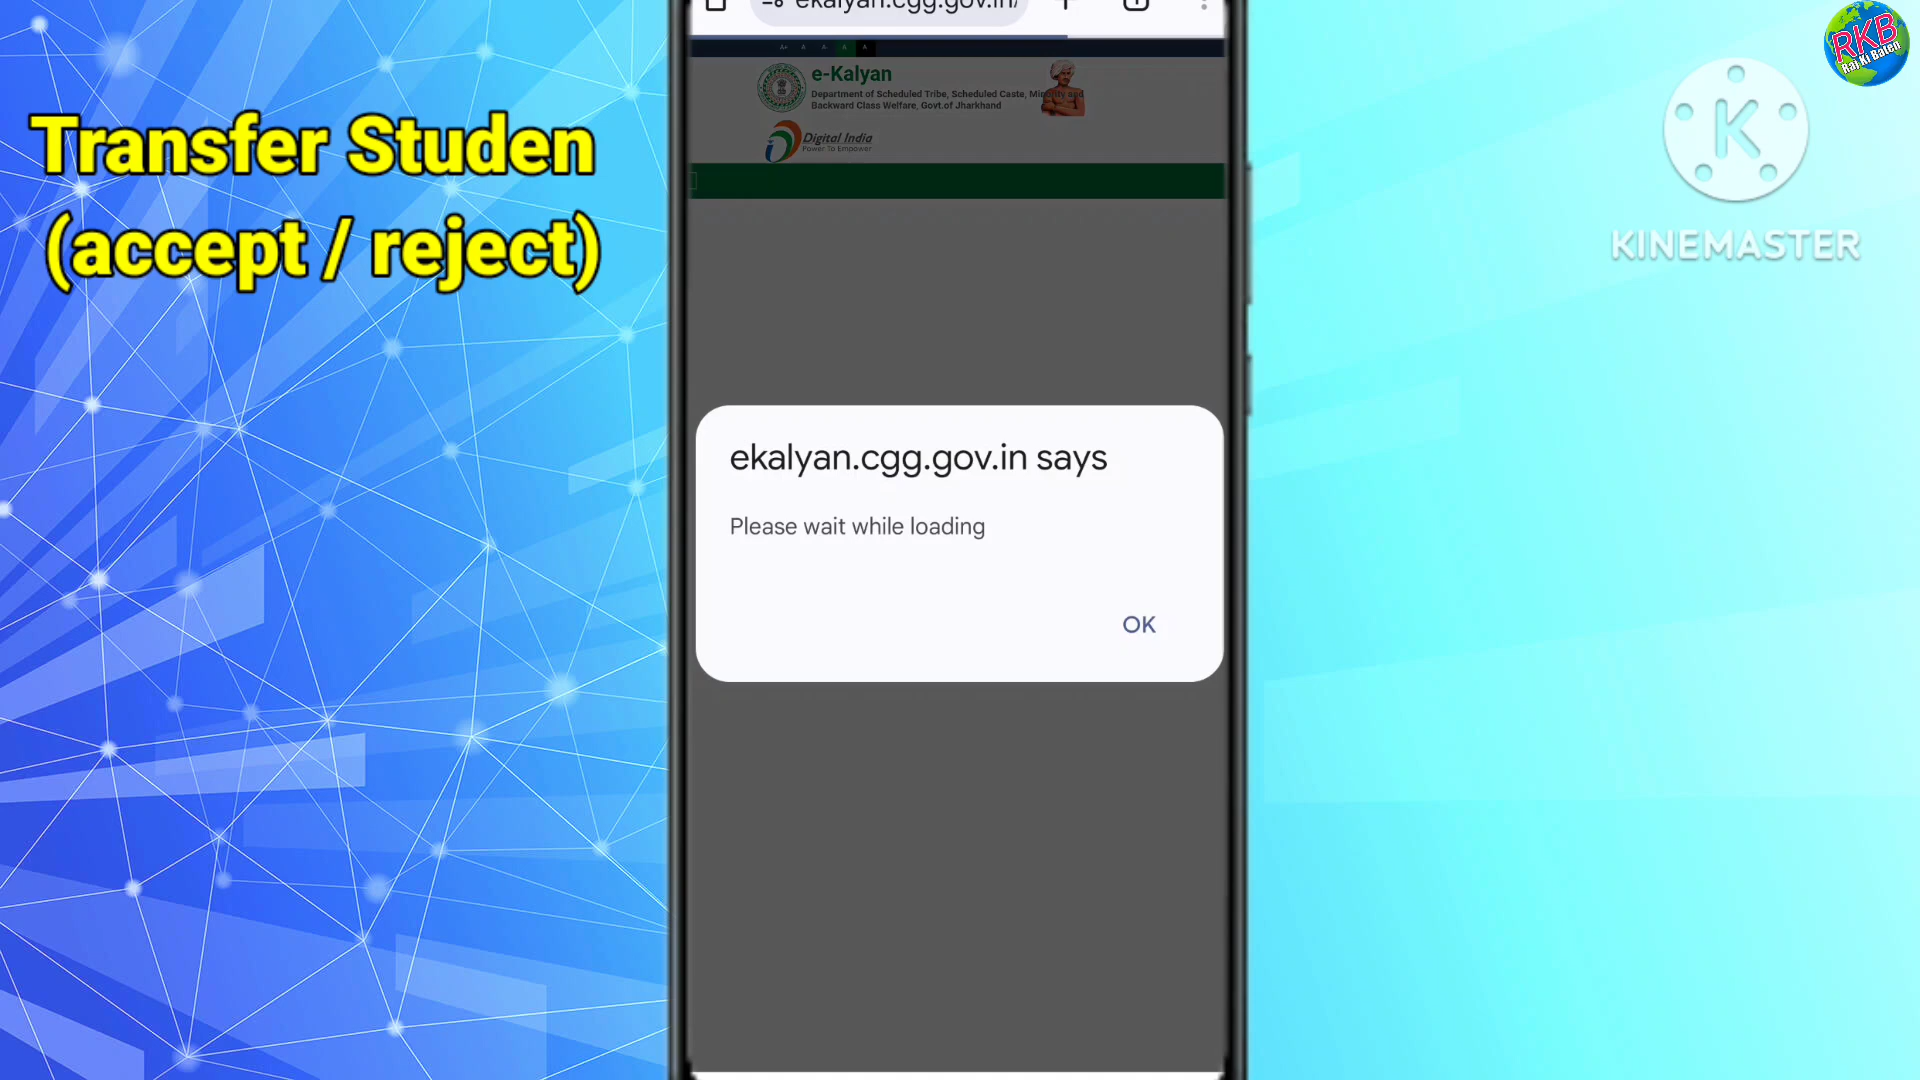 ekalyan.cgg.gov.in/
A+ A A- A A
e-Kalyan
Department of Scheduled Tribe, Scheduled Caste, Minority and
Backward Class Welfare, Govt.of Jharkhand
Digital India
Power To Empower
Transfer Studen
(accept / reject)
ekalyan.cgg.gov.in says
Please wait while loading
OK
RKB
Raj Ki Baten
K
KINEMASTER